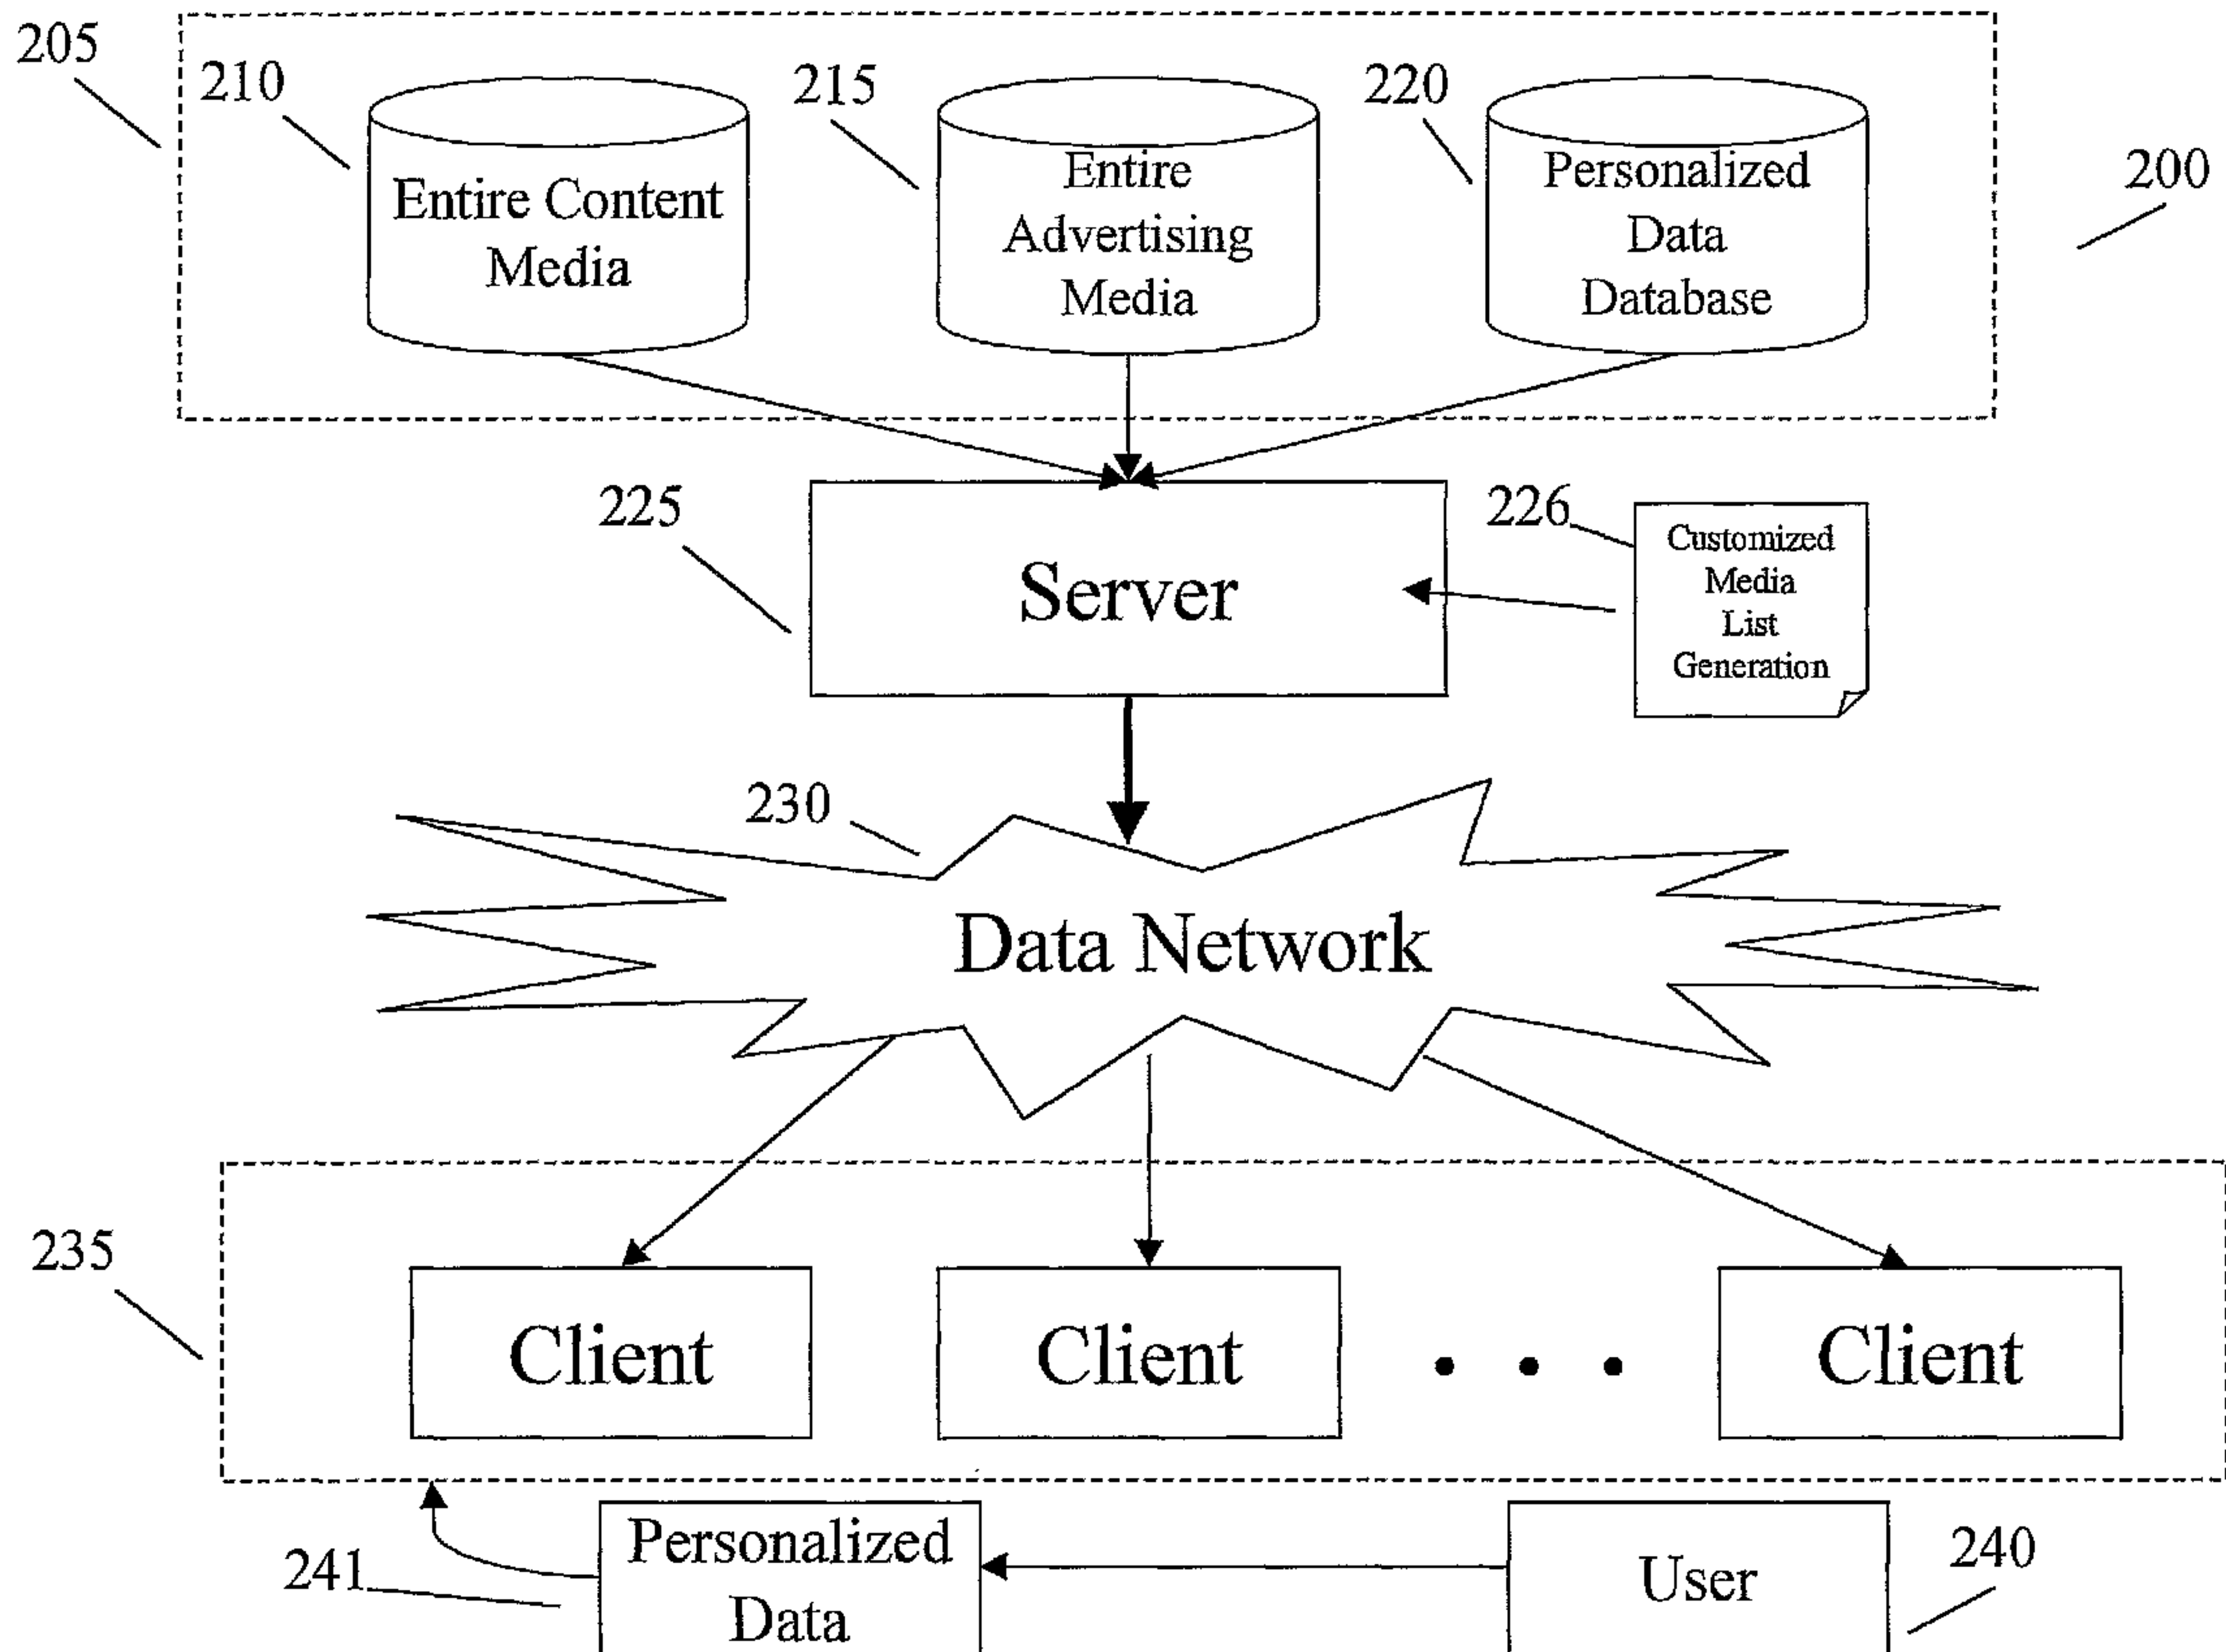 205
210
Entire Content
Media
215
Entire
Advertising
Media
220
Personalized
Data
Database
200
225
Server
226
Customized
Media
List
Generation
230
Data Network
235
Client
Client
Client
241
Personalized
Data
User
240